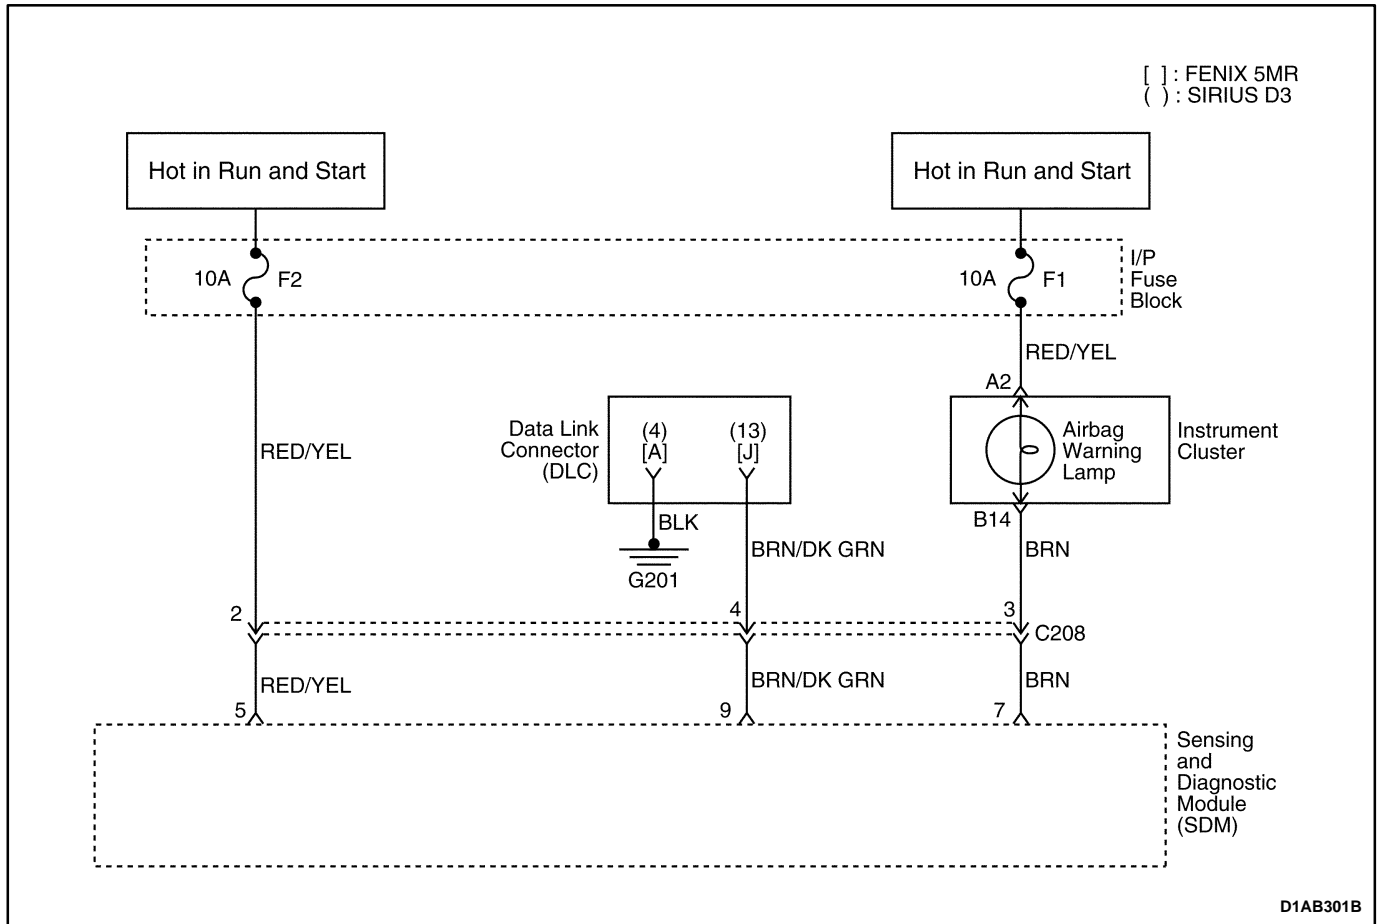 [ ] : FENIX 5MR
( ) : SIRIUS D3
Hot in Run and Start
Hot in Run and Start
10A
F2
10A
F1
I/P
Fuse
Block
RED/YEL
A2
Data Link
Connector
(DLC)
(4)
[A]
(13)
[J]
Airbag
Warning
Lamp
Instrument
Cluster
RED/YEL
BLK
G201
B14
BRN/DK GRN
BRN
2
4
3
C208
RED/YEL
BRN/DK GRN
BRN
5
9
7
Sensing
and
Diagnostic
Module
(SDM)
D1AB301B